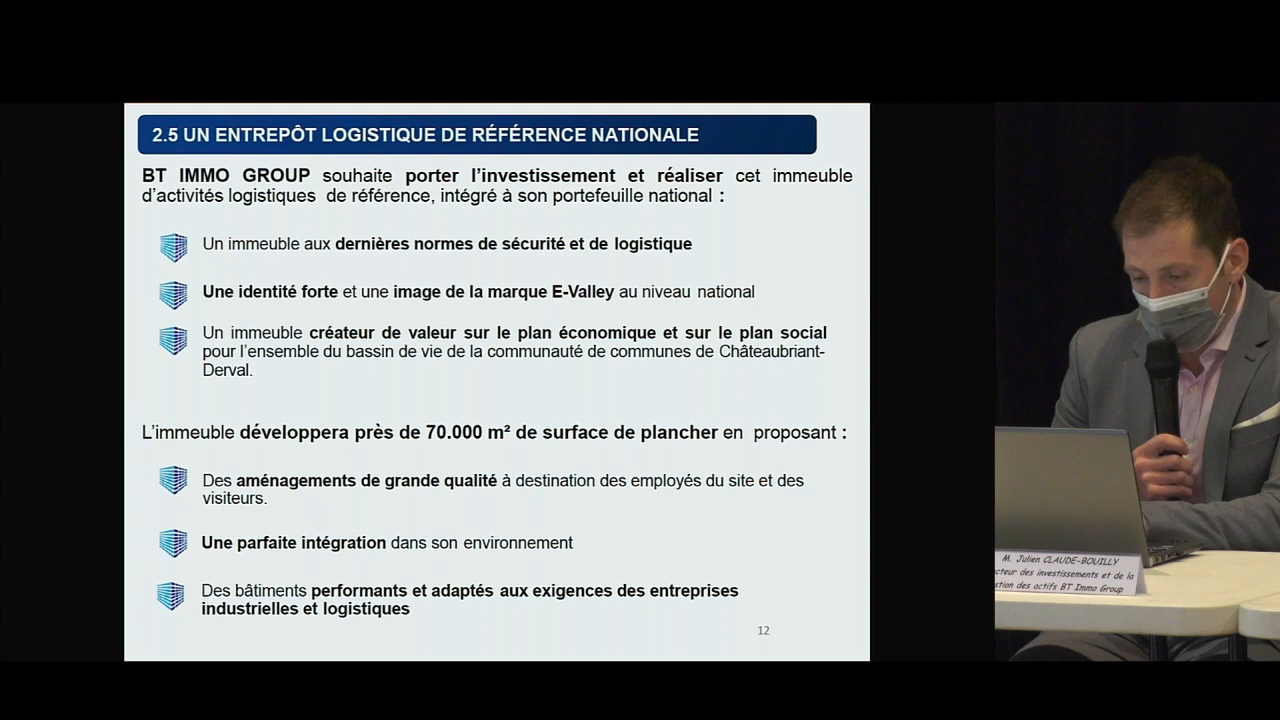 2.5 UN ENTREPÔT LOGISTIQUE DE RÉFÉRENCE NATIONALE
BT IMMO GROUP souhaite porter l’investissement et réaliser cet immeuble
d’activités logistiques de référence, intégré à son portefeuille national :
Un immeuble aux dernières normes de sécurité et de logistique
Une identité forte et une image de la marque E-Valley au niveau national
Un immeuble créateur de valeur sur le plan économique et sur le plan social
pour l’ensemble du bassin de vie de la communauté de communes de Châteaubriant-
Derval.
L’immeuble développera près de 70.000 m² de surface de plancher en proposant :
Des aménagements de grande qualité à destination des employés du site et des
visiteurs.
Une parfaite intégration dans son environnement
Des bâtiments performants et adaptés aux exigences des entreprises
industrielles et logistiques
12
M. Julien CLAUDE-BOUILLY
cteur des investissements et de la
stion des actifs BT Immo Group